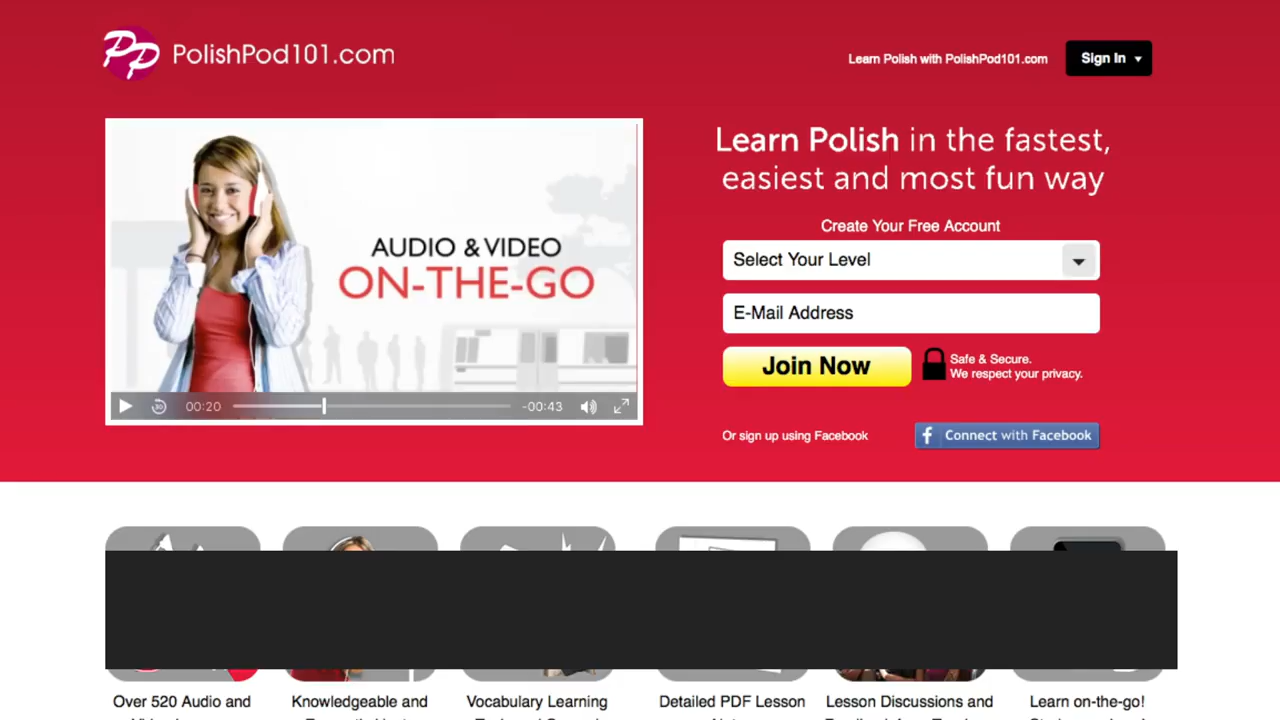 PP PolishPod101.com
Learn Polish with PolishPod101.com
Sign In
AUDIO & VIDEO
ON-THE-GO
00:20
-00:43
Learn Polish in the fastest,
easiest and most fun way
Create Your Free Account
Select Your Level
E-Mail Address
Join Now
Safe & Secure.
We respect your privacy.
Or sign up using Facebook
f Connect with Facebook
Over 520 Audio and
Knowledgeable and
Vocabulary Learning
Detailed PDF Lesson
Lesson Discussions and
Learn on-the-go!